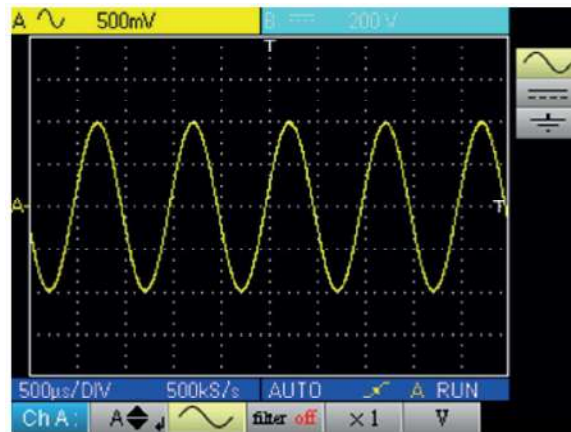 A 500mV B 200 V
T
A T
500µs/DIV 500kS/s AUTO A RUN
Ch A: A filter off ×1 V